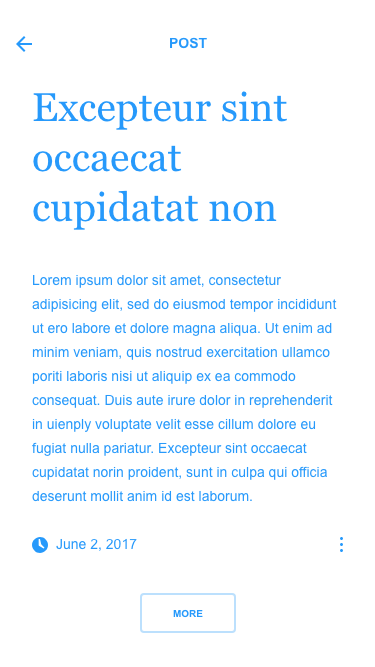 POST
Excepteur sint
occaecat
cupidatat non
Lorem ipsum dolor sit amet, consectetur
adipisicing elit, sed do eiusmod tempor incididunt
ut ero labore et dolore magna aliqua. Ut enim ad
minim veniam, quis nostrud exercitation ullamco
poriti laboris nisi ut aliquip ex ea commodo
consequat. Duis aute irure dolor in reprehenderit
in uienply voluptate velit esse cillum dolore eu
fugiat nulla pariatur. Excepteur sint occaecat
cupidatat norin proident, sunt in culpa qui officia
deserunt mollit anim id est laborum.
June 2, 2017
MORE